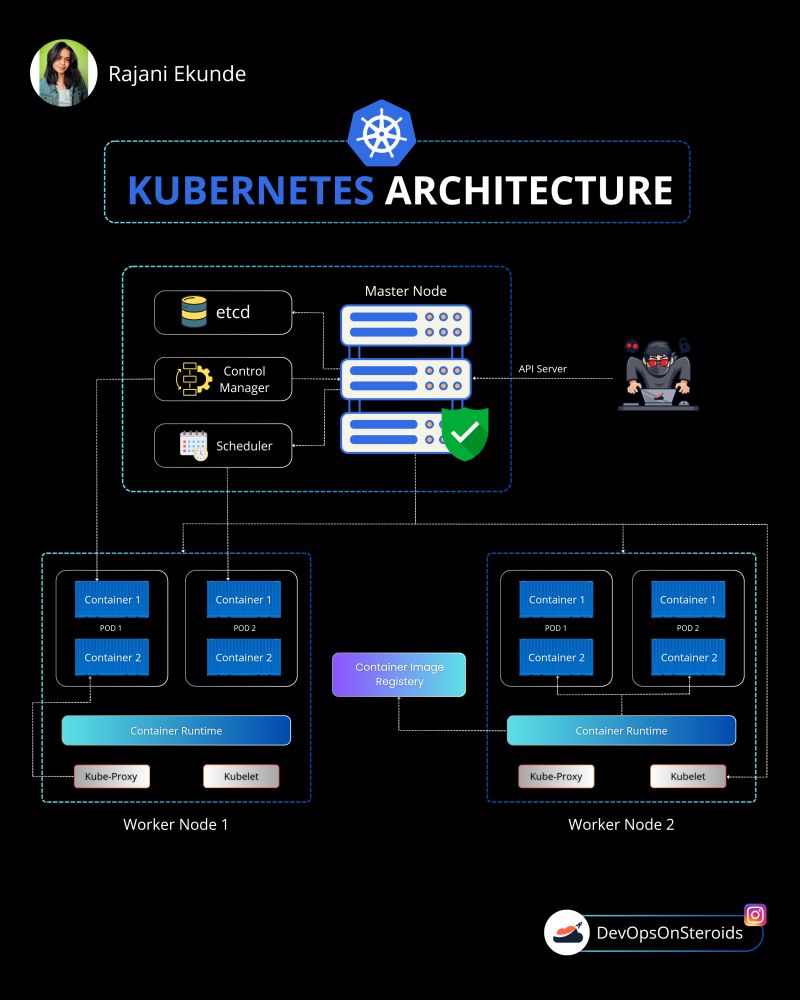 Rajani Ekunde
KUBERNETES ARCHITECTURE
Master Node
etcd
Control
Manager
Scheduler
API Server
Container 1
POD 1
Container 2
Container 1
POD 2
Container 2
Container Runtime
Kube-Proxy
Kubelet
Worker Node 1
Container Image
Registery
Container 1
POD 1
Container 2
Container 1
POD 2
Container 2
Container Runtime
Kube-Proxy
Kubelet
Worker Node 2
DevOpsOnSteroids